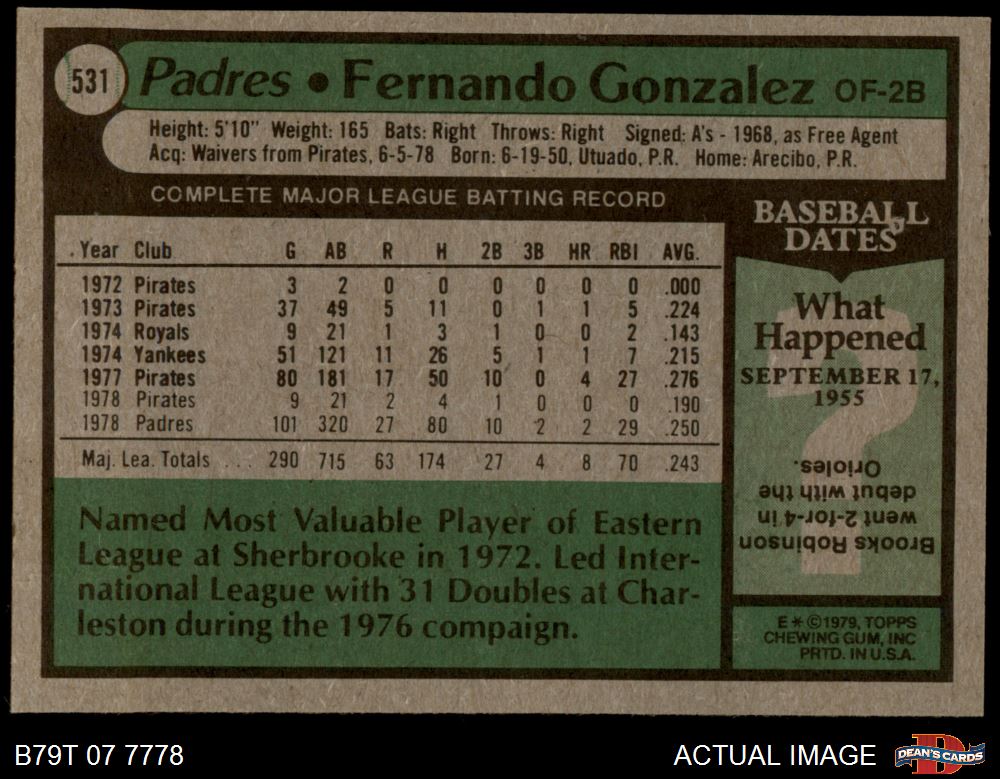 531 Padres • Fernando Gonzalez OF-2B
Height: 5'10" Weight: 165 Bats: Right Throws: Right Signed: A's - 1968, as Free Agent
Acq: Waivers from Pirates, 6-5-78 Born: 6-19-50, Utuado, P.R. Home: Arecibo, P.R.
COMPLETE MAJOR LEAGUE BATTING RECORD
Year Club G AB R H 2B 3B HR RBI AVG.
1972 Pirates 3 2 0 0 0 0 0 0 .000
1973 Pirates 37 49 5 11 0 1 1 5 .224
1974 Royals 9 21 1 3 1 0 0 2 .143
1974 Yankees 51 121 11 26 5 1 1 7 .215
1977 Pirates 80 181 17 50 10 0 4 27 .276
1978 Pirates 9 21 2 4 1 0 0 0 .190
1978 Padres 101 320 27 80 10 2 2 29 .250
Maj. Lea. Totals ... 290 715 63 174 27 4 8 70 .243
Named Most Valuable Player of Eastern
League at Sherbrooke in 1972. Led Inter-
national League with 31 Doubles at Char-
leston during the 1976 compaign.
BASEBALL
DATES
What
Happened
SEPTEMBER 17,
1955
Brooks Robinson
went 2-for-4 in
debut with the
Orioles.
E * © 1979, TOPPS
CHEWING GUM, INC
PRTD. IN U.S.A.
B79T 07 7778
ACTUAL IMAGE
DEAN'S CARDS